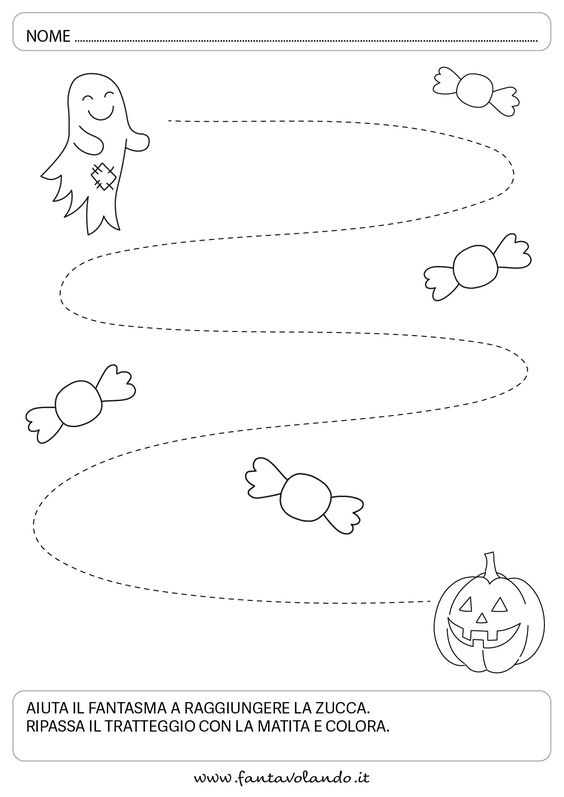 NOME ..........................................................................................
AIUTA IL FANTASMA A RAGGIUNGERE LA ZUCCA.
RIPASSA IL TRATTEGGIO CON LA MATITA E COLORA.
www.fantavolando.it